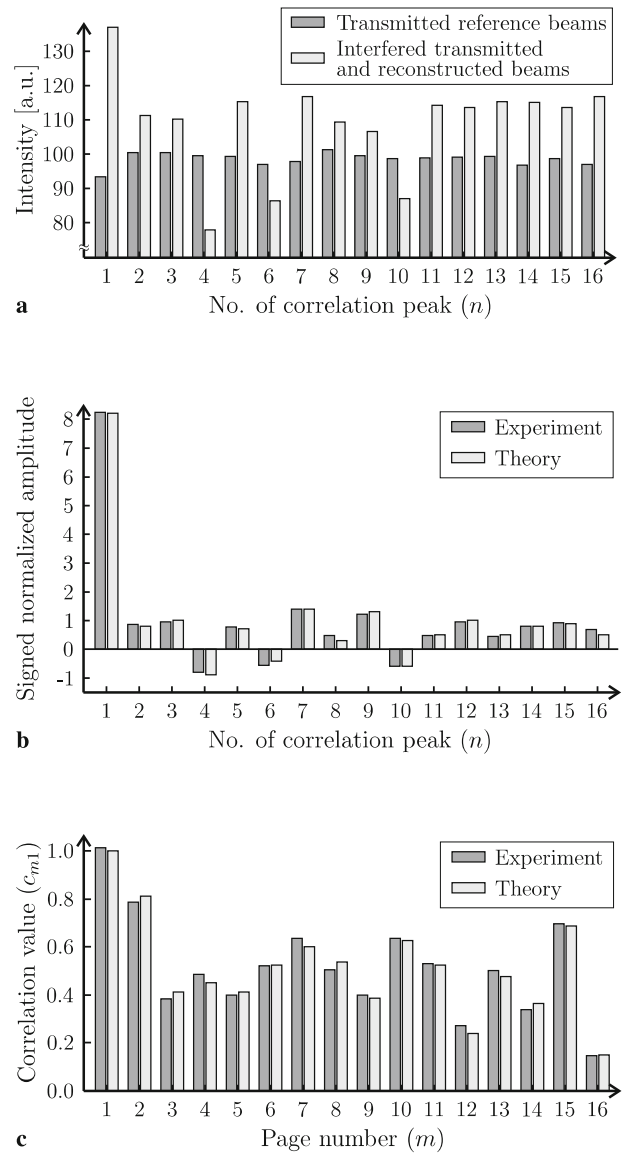 Transmitted reference beams
Interfered transmitted
and reconstructed beams
Intensity [a.u.]
130
120
110
100
90
80
1 2 3 4 5 6 7 8 9 10 11 12 13 14 15 16
a
No. of correlation peak (n)
Experiment
Theory
Signed normalized amplitude
8
7
6
5
4
3
2
1
0
-1
1 2 3 4 5 6 7 8 9 10 11 12 13 14 15 16
b
No. of correlation peak (n)
Experiment
Theory
Correlation value (cm1)
1.0
0.8
0.6
0.4
0.2
0.0
1 2 3 4 5 6 7 8 9 10 11 12 13 14 15 16
c
Page number (m)